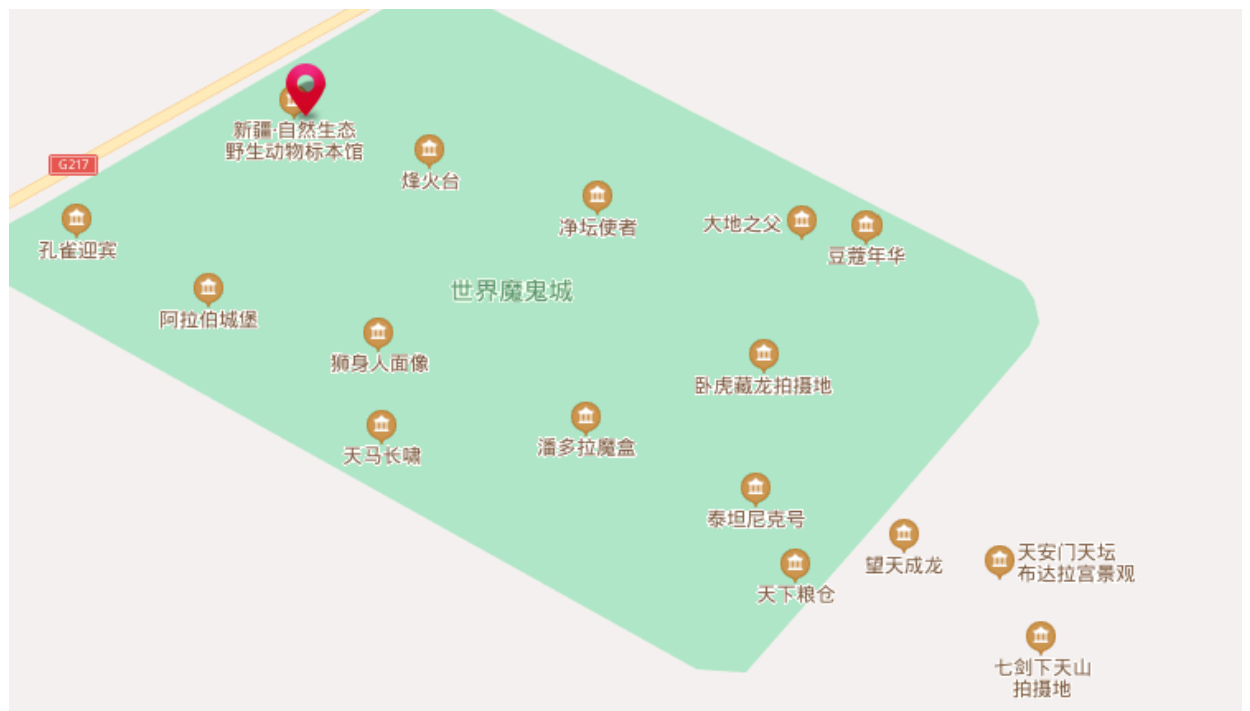 新疆·自然生态
野生动物标本馆
G217
烽火台
净坛使者
大地之父
孔雀迎宾
豆蔻年华
世界魔鬼城
阿拉伯城堡
狮身人面像
卧虎藏龙拍摄地
天马长啸
潘多拉魔盒
泰坦尼克号
天安门天坛
布达拉宫景观
望天成龙
天下粮仓
七剑下天山
拍摄地